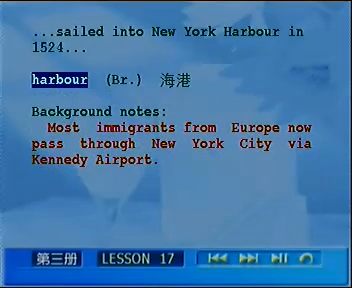 ...sailed into New York Harbour in
1524...
harbour (Br.) 海港
Background notes:
Most immigrants from Europe now
pass through New York City via
Kennedy Airport.
第三册 LESSON 17